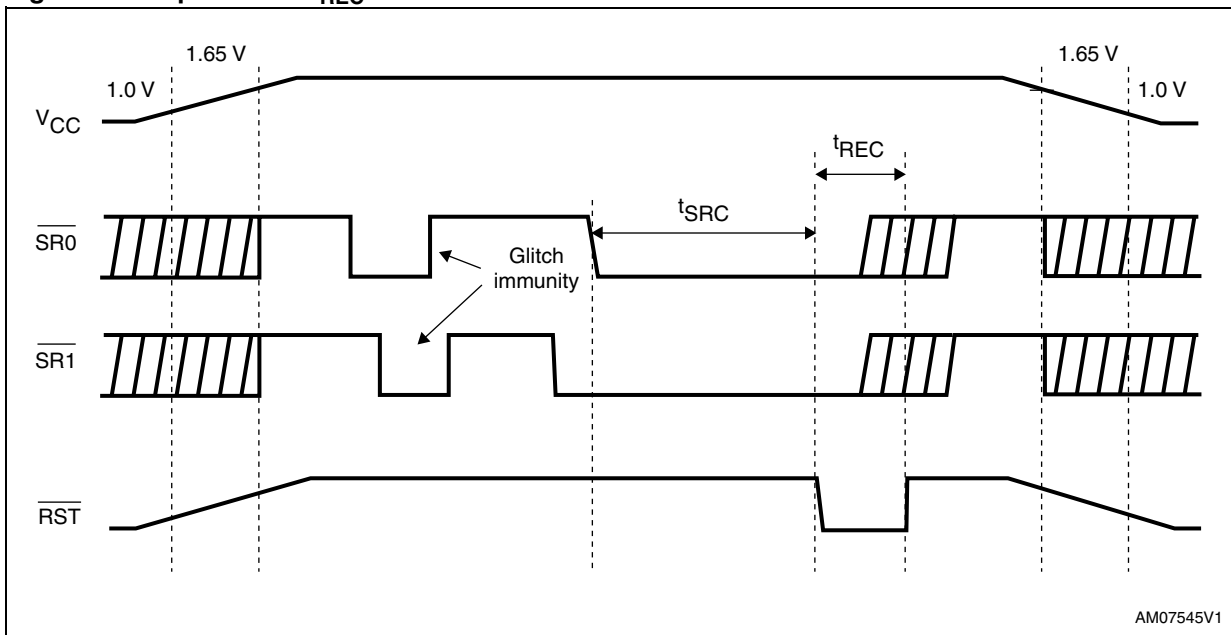 1.65 V
1.65 V
1.0 V
1.0 V
VCC
tREC
tSRC
SR0
Glitch
immunity
SR1
RST
AM07545V1